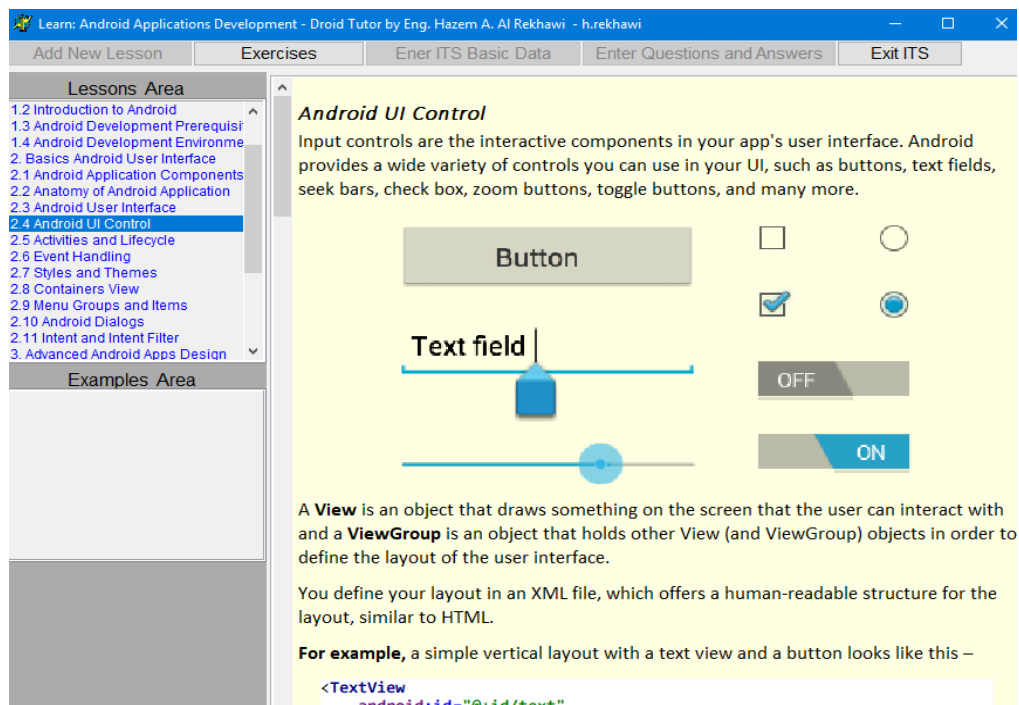 Learn: Android Applications Development - Droid Tutor by Eng. Hazem A. Al Rekhawi - h.rekhawi
Add New Lesson
Exercises
Ener ITS Basic Data
Enter Questions and Answers
Exit ITS
Lessons Area
1.2 Introduction to Android
1.3 Android Development Prerequisi
1.4 Android Development Environme
2. Basics Android User Interface
2.1 Android Application Components
2.2 Anatomy of Android Application
2.3 Android User Interface
2.4 Android UI Control
2.5 Activities and Lifecycle
2.6 Event Handling
2.7 Styles and Themes
2.8 Containers View
2.9 Menu Groups and Items
2.10 Android Dialogs
2.11 Intent and Intent Filter
3. Advanced Android Apps Design
Examples Area
Android UI Control
Input controls are the interactive components in your app's user interface. Android
provides a wide variety of controls you can use in your UI, such as buttons, text fields,
seek bars, check box, zoom buttons, toggle buttons, and many more.
Button
Text field
OFF
ON
A View is an object that draws something on the screen that the user can interact with
and a ViewGroup is an object that holds other View (and ViewGroup) objects in order to
define the layout of the user interface.
You define your layout in an XML file, which offers a human-readable structure for the
layout, similar to HTML.
For example, a simple vertical layout with a text view and a button looks like this –
<TextView
android:id="@+id/text"